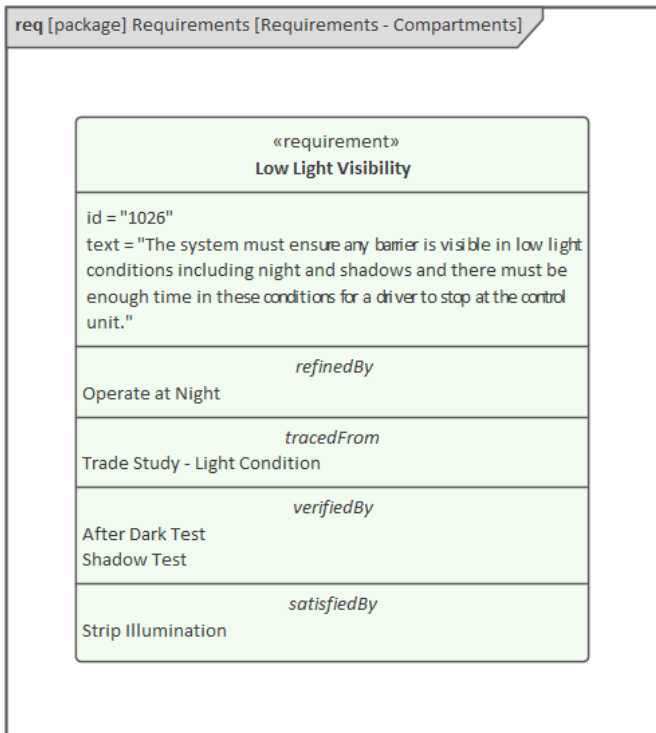 req [package] Requirements [Requirements - Compartments]
«requirement»
Low Light Visibility
id = "1026"
text = "The system must ensure any barrier is visible in low light
conditions including night and shadows and there must be
enough time in these conditions for a driver to stop at the control
unit."
refinedBy
Operate at Night
tracedFrom
Trade Study - Light Condition
verifiedBy
After Dark Test
Shadow Test
satisfiedBy
Strip Illumination